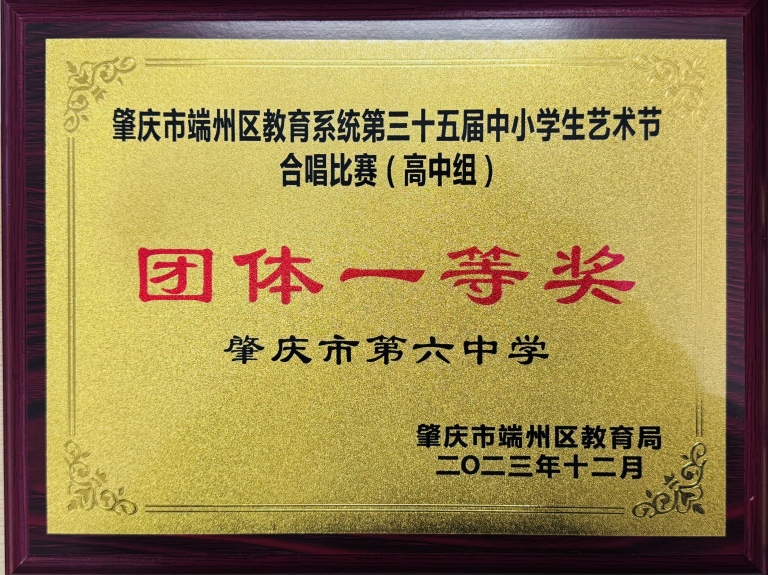 肇庆市端州区教育系统第三十五届中小学生艺术节
合唱比赛（高中组）
团体一等奖
肇庆市第六中学
肇庆市端州区教育局
二〇二三年十二月